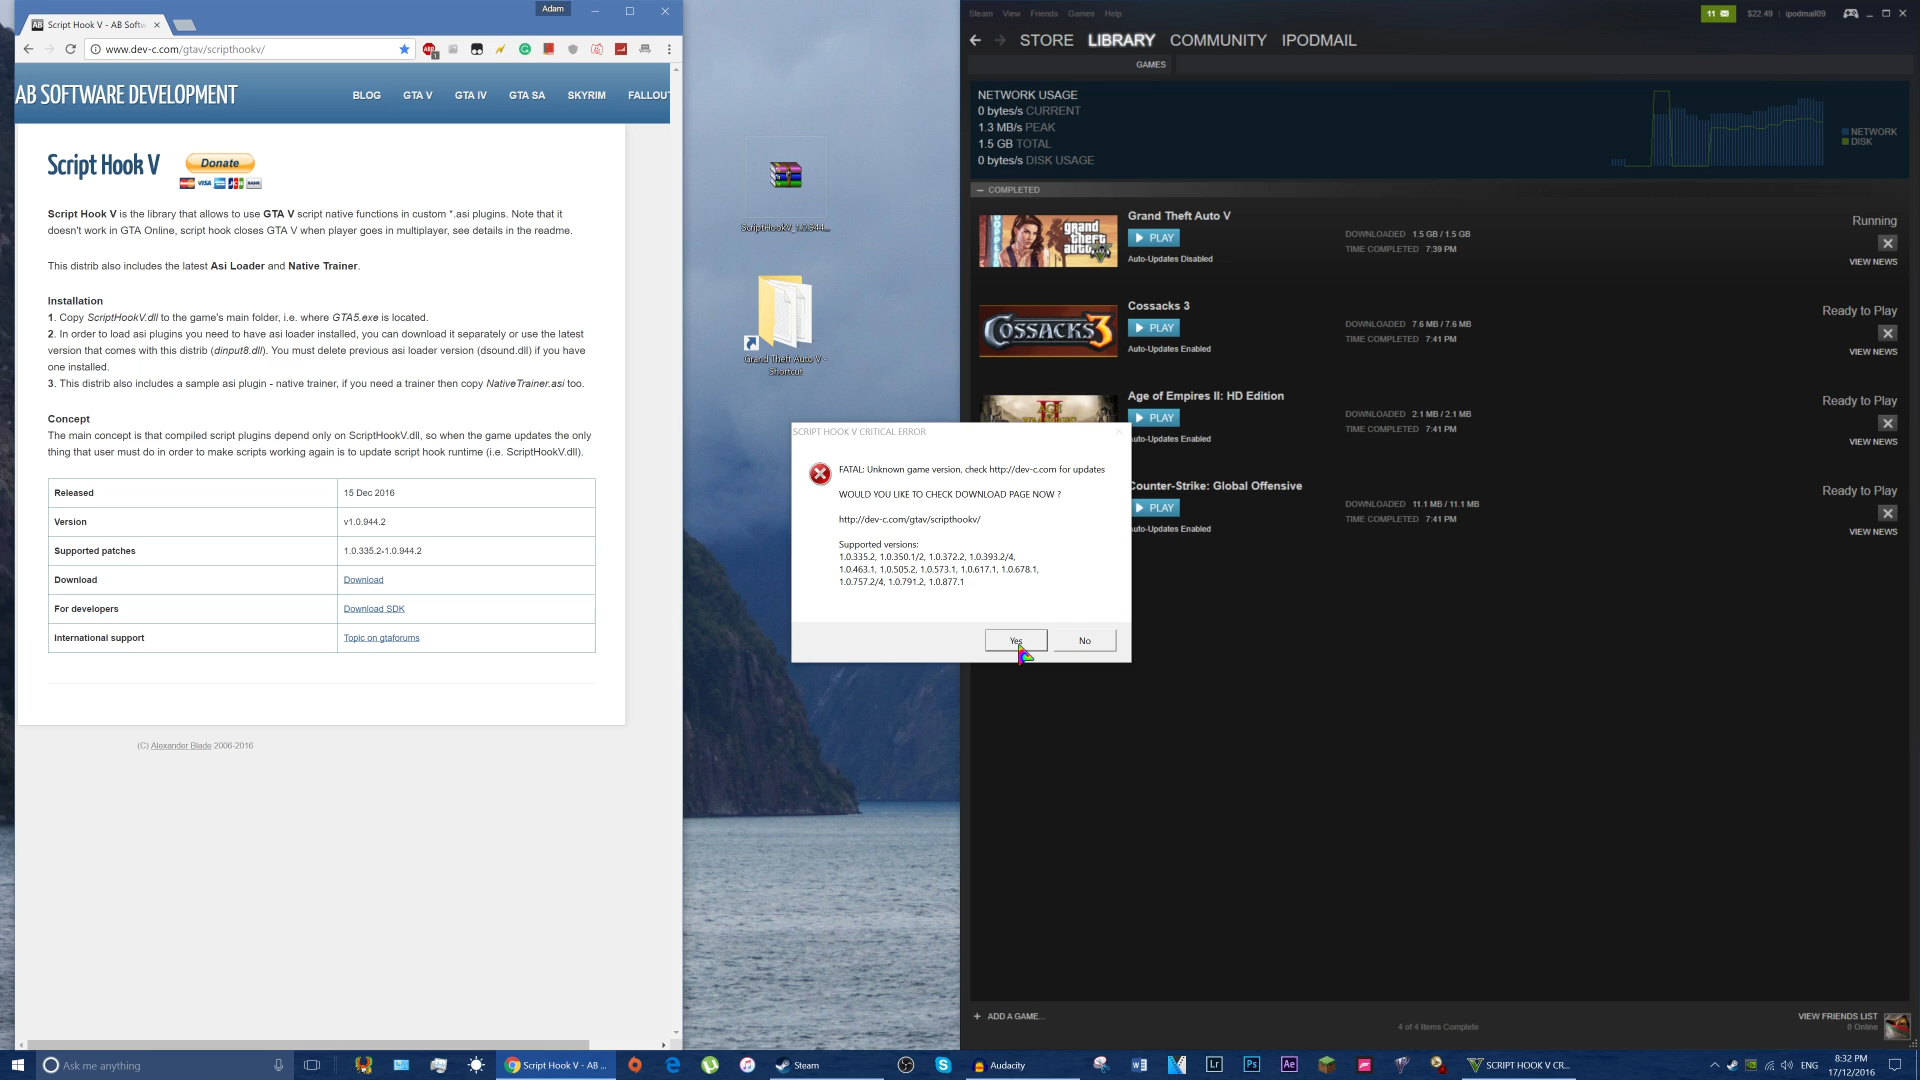 Script Hook V - AB Softw
Adam
www.dev-c.com/gtav/scripthookv/
AB SOFTWARE DEVELOPMENT
BLOG GTA V GTA IV GTA SA SKYRIM FALLOUT
Script Hook V
Donate
Script Hook V is the library that allows to use GTA V script native functions in custom *.asi plugins. Note that it
doesn't work in GTA Online, script hook closes GTA V when player goes in multiplayer, see details in the readme.
This distrib also includes the latest Asi Loader and Native Trainer.
Installation
1. Copy ScriptHookV.dll to the game's main folder, i.e. where GTA5.exe is located.
2. In order to load asi plugins you need to have asi loader installed, you can download it separately or use the latest
version that comes with this distrib (dinput8.dll). You must delete previous asi loader version (dsound.dll) if you have
one installed.
3. This distrib also includes a sample asi plugin - native trainer, if you need a trainer then copy NativeTrainer.asi too.
Concept
The main concept is that compiled script plugins depend only on ScriptHookV.dll, so when the game updates the only
thing that user must do in order to make scripts working again is to update script hook runtime (i.e. ScriptHookV.dll).
Released 15 Dec 2016
Version v1.0.944.2
Supported patches 1.0.335.2-1.0.944.2
Download Download
For developers Download SDK
International support Topic on gtaforums
(C) Alexander Blade 2006-2016
ScriptHookV_1.0.944...
Grand Theft Auto V -
Shortcut
SCRIPT HOOK V CRITICAL ERROR
FATAL: Unknown game version, check http://dev-c.com for updates
WOULD YOU LIKE TO CHECK DOWNLOAD PAGE NOW ?
http://dev-c.com/gtav/scripthookv/
Supported versions:
1.0.335.2, 1.0.350.1/2, 1.0.372.2, 1.0.393.2/4,
1.0.463.1, 1.0.505.2, 1.0.573.1, 1.0.617.1, 1.0.678.1,
1.0.757.2/4, 1.0.791.2, 1.0.877.1
Yes No
Steam View Friends Games Help
11 $22.49 ipodmail09
STORE LIBRARY COMMUNITY IPODMAIL
GAMES
NETWORK USAGE
0 bytes/s CURRENT
1.3 MB/s PEAK
1.5 GB TOTAL
0 bytes/s DISK USAGE
NETWORK
DISK
COMPLETED
grand theft auto V
Grand Theft Auto V
PLAY
Auto-Updates Disabled
DOWNLOADED 1.5 GB / 1.5 GB
TIME COMPLETED 7:39 PM
Running
VIEW NEWS
COSSACKS 3
Cossacks 3
PLAY
Auto-Updates Enabled
DOWNLOADED 7.6 MB / 7.6 MB
TIME COMPLETED 7:41 PM
Ready to Play
VIEW NEWS
Age of Empires II: HD Edition
PLAY
uto-Updates Enabled
DOWNLOADED 2.1 MB / 2.1 MB
TIME COMPLETED 7:41 PM
Ready to Play
VIEW NEWS
ounter-Strike: Global Offensive
PLAY
uto-Updates Enabled
DOWNLOADED 11.1 MB / 11.1 MB
TIME COMPLETED 7:41 PM
Ready to Play
VIEW NEWS
ADD A GAME...
4 of 4 Items Complete
VIEW FRIENDS LIST
0 Online
Ask me anything
Script Hook V - AB ...
Steam
Audacity
Lr Ps Ae
SCRIPT HOOK V CR...
ENG
8:32 PM
17/12/2016